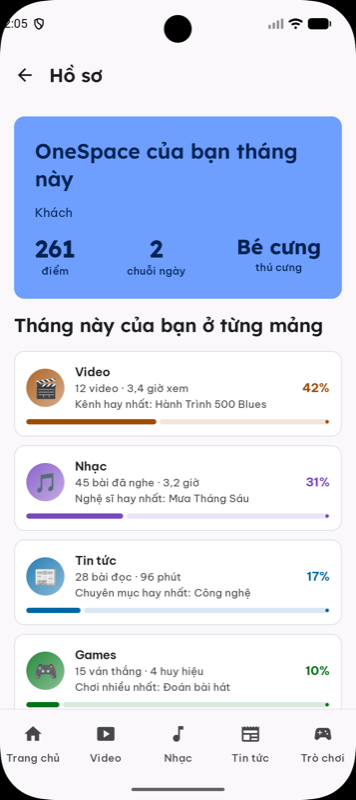 2:05
Hồ sơ
OneSpace của bạn tháng
này
Khách
261
điểm
2
chuỗi ngày
Bé cưng
thú cưng
Tháng này của bạn ở từng mảng
Video
12 video · 3,4 giờ xem
Kênh hay nhất: Hành Trình 500 Blues
42%
Nhạc
45 bài đã nghe · 3,2 giờ
Nghệ sĩ hay nhất: Mưa Tháng Sáu
31%
Tin tức
28 bài đọc · 96 phút
Chuyên mục hay nhất: Công nghệ
17%
Games
15 ván thắng · 4 huy hiệu
Chơi nhiều nhất: Đoán bài hát
10%
Trang chủ
Video
Nhạc
Tin tức
Trò chơi